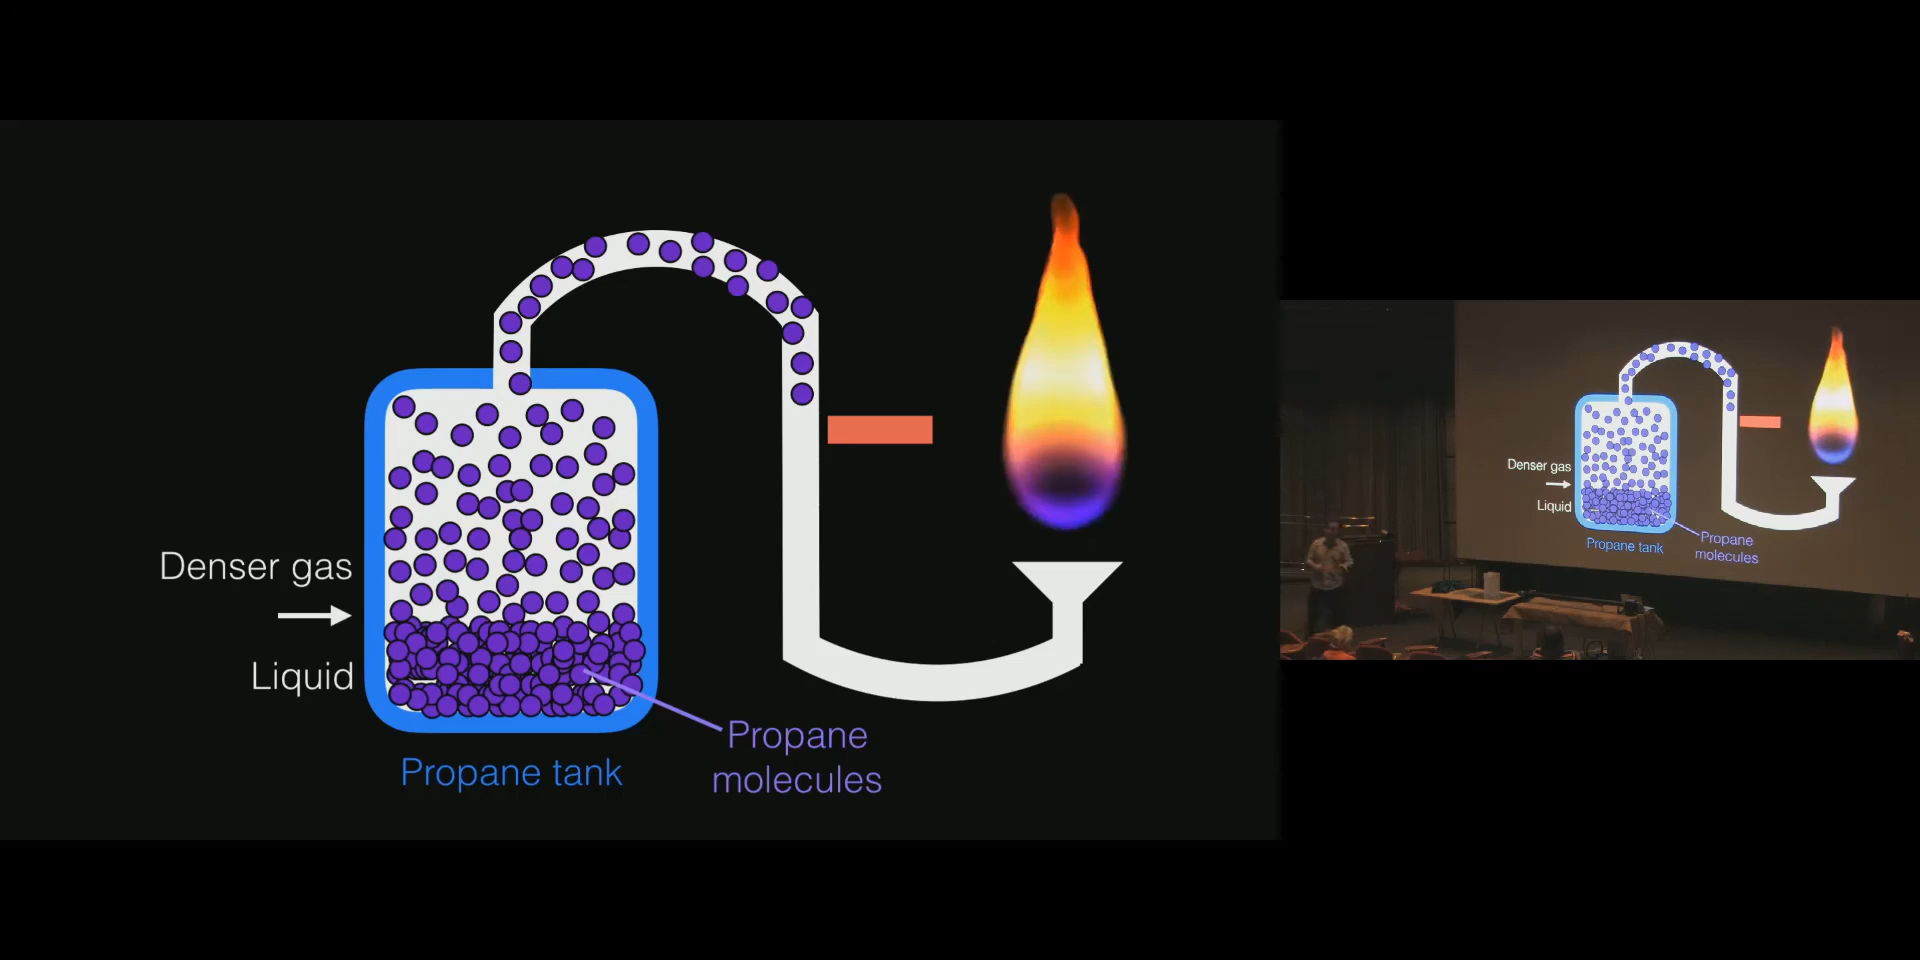 Denser gas
Liquid
Propane tank
Propane
molecules
Denser gas
Liquid
Propane tank
Propane
molecules